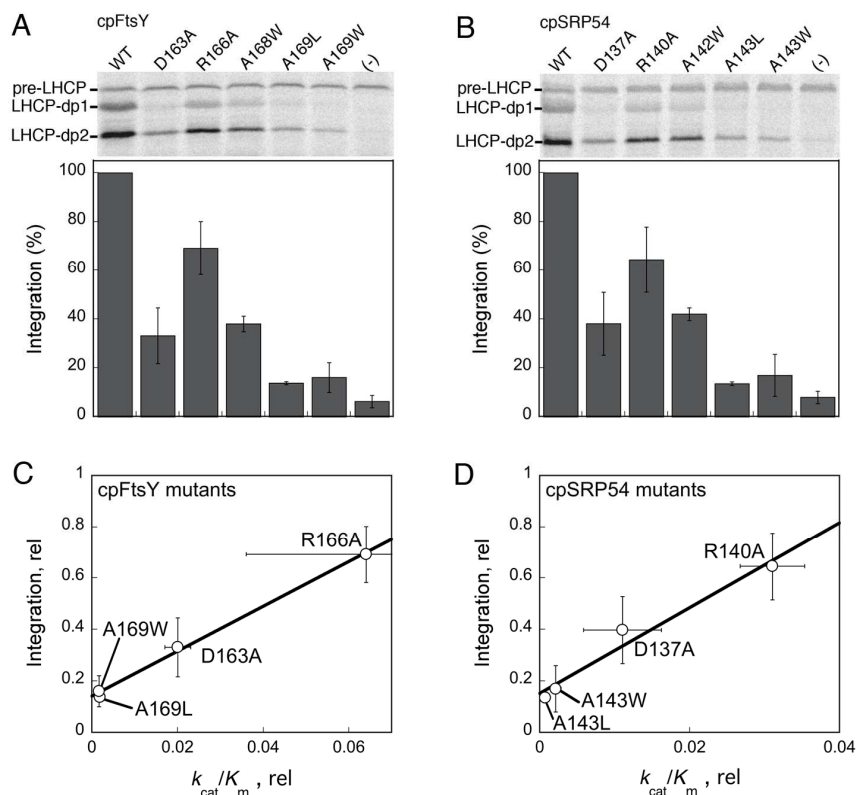 A
cpFtsY
WT D163A R166A A168W A169L A169W (-)
pre-LHCP
LHCP-dp1
LHCP-dp2
100
80
60
40
20
0
Integration (%)
B
cpSRP54
WT D137A R140A A142W A143L A143W (-)
pre-LHCP
LHCP-dp1
LHCP-dp2
100
80
60
40
20
0
Integration (%)
C
cpFtsY mutants
1
0.8
0.6
0.4
0.2
0
Integration, rel
R166A
A169W
D163A
A169L
0 0.02 0.04 0.06
kcat/Km , rel
D
cpSRP54 mutants
1
0.8
0.6
0.4
0.2
0
Integration, rel
R140A
D137A
A143W
A143L
0 0.02 0.04
kcat/Km , rel